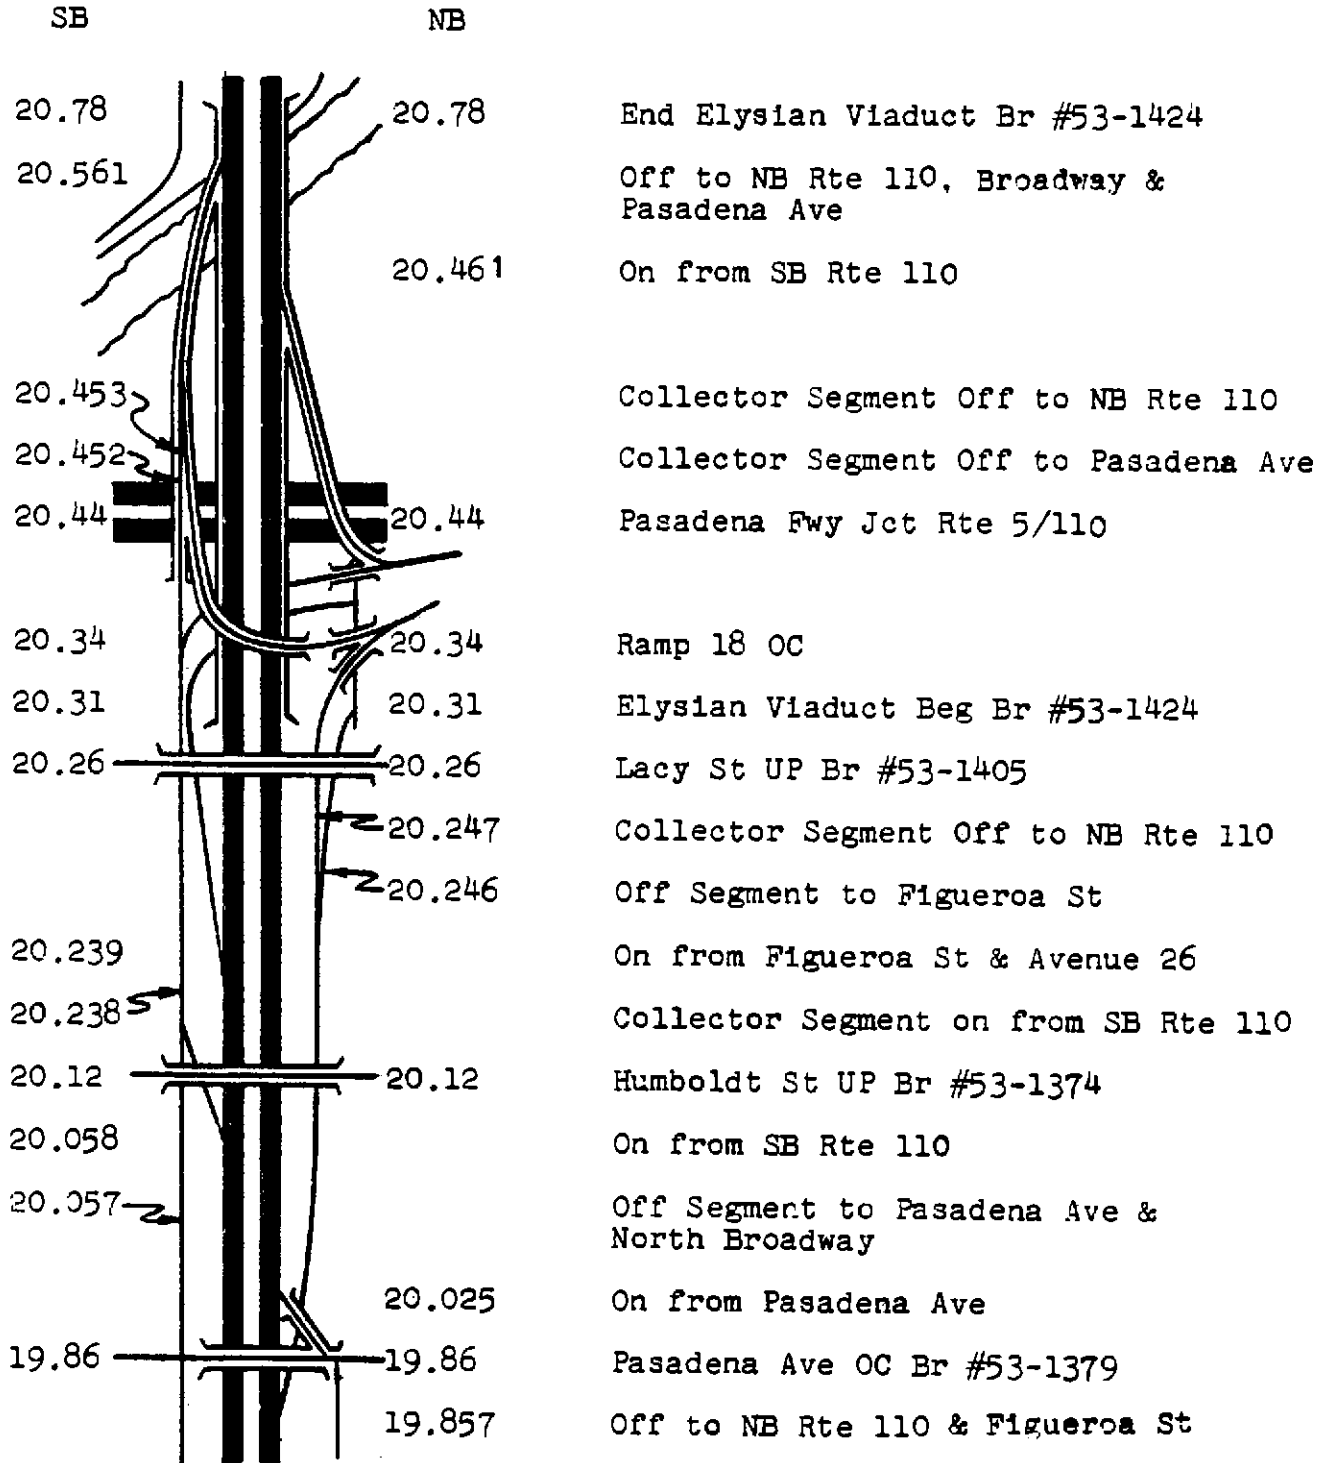 SB NB
20.78 20.78 End Elysian Viaduct Br #53-1424
20.561 Off to NB Rte 110, Broadway &
Pasadena Ave
20.461 On from SB Rte 110
20.453 Collector Segment Off to NB Rte 110
20.452 Collector Segment Off to Pasadena Ave
20.44 20.44 Pasadena Fwy Jct Rte 5/110
20.34 20.34 Ramp 18 OC
20.31 20.31 Elysian Viaduct Beg Br #53-1424
20.26 20.26 Lacy St UP Br #53-1405
20.247 Collector Segment Off to NB Rte 110
20.246 Off Segment to Figueroa St
20.239 On from Figueroa St & Avenue 26
20.238 Collector Segment on from SB Rte 110
20.12 20.12 Humboldt St UP Br #53-1374
20.058 On from SB Rte 110
20.057 Off Segment to Pasadena Ave &
North Broadway
20.025 On from Pasadena Ave
19.86 19.86 Pasadena Ave OC Br #53-1379
19.857 Off to NB Rte 110 & Figueroa St